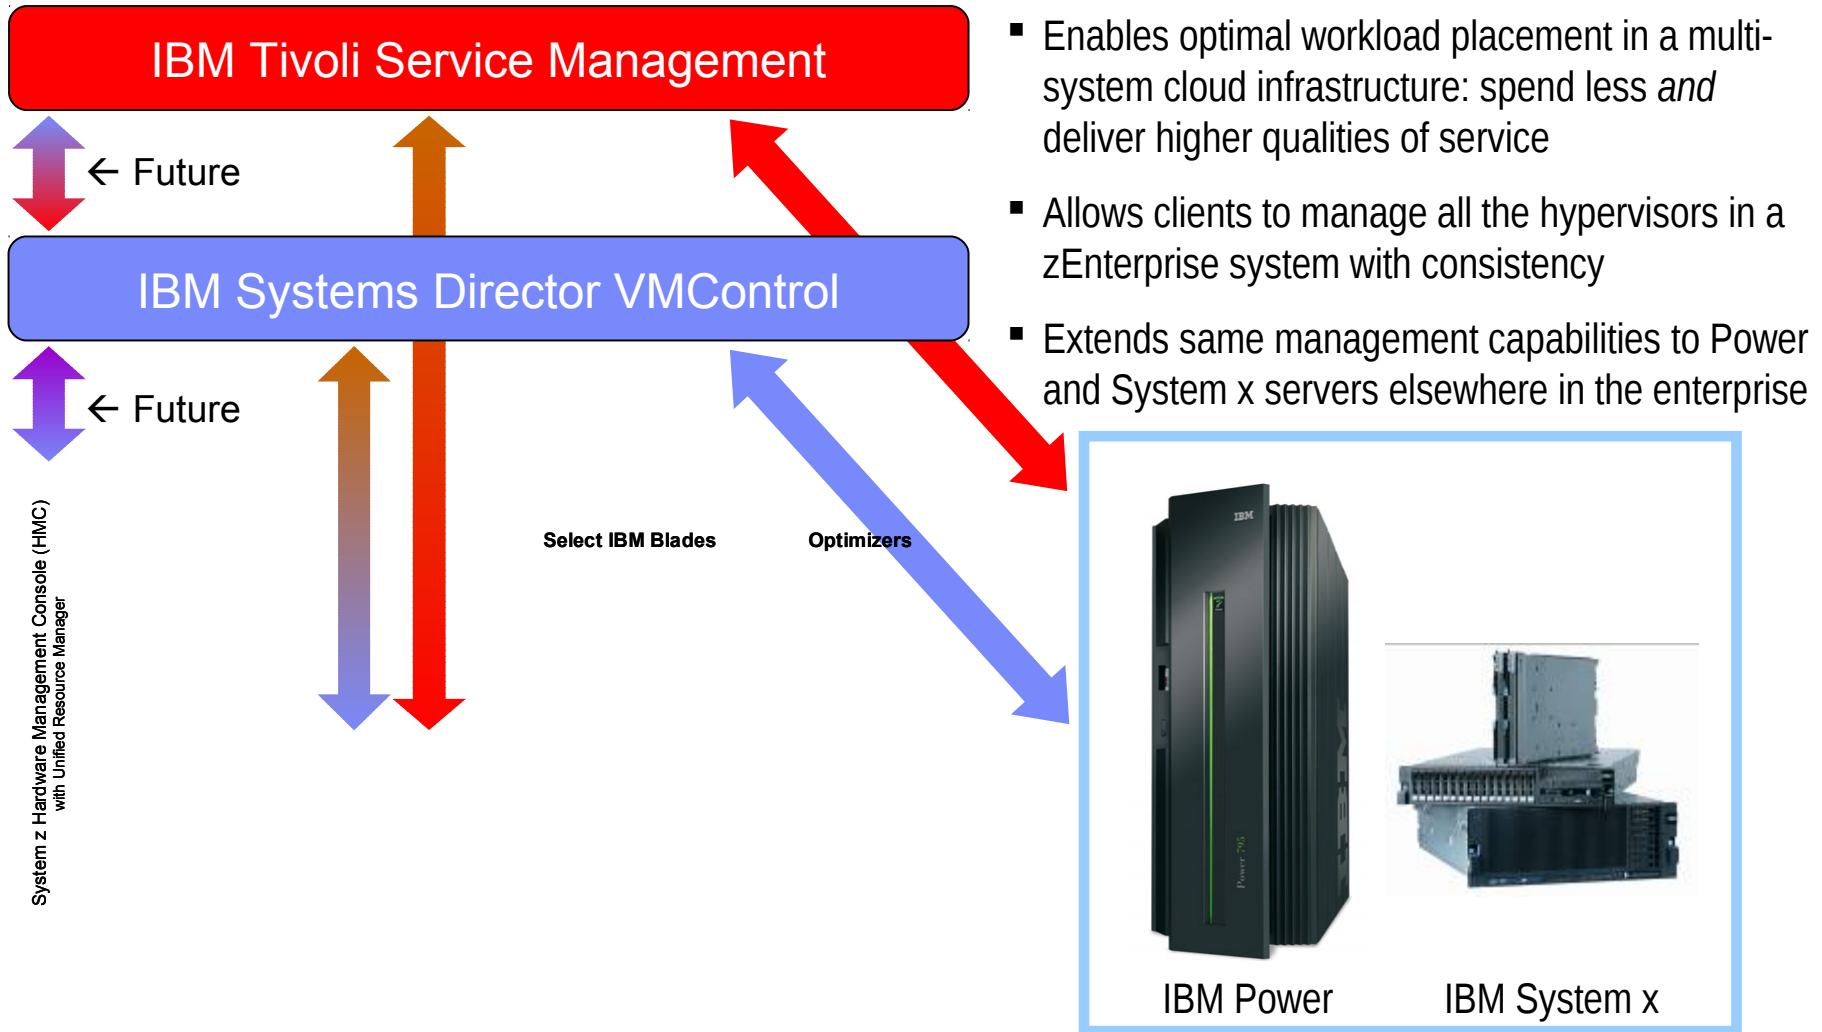 IBM Tivoli Service Management
← Future
IBM Systems Director VMControl
← Future
System z Hardware Management Console (HMC)
with Unified Resource Manager
Select IBM Blades
Optimizers
▪ Enables optimal workload placement in a multi-
system cloud infrastructure: spend less and
deliver higher qualities of service
▪ Allows clients to manage all the hypervisors in a
zEnterprise system with consistency
▪ Extends same management capabilities to Power
and System x servers elsewhere in the enterprise
IBM
IBM
Power 795
IBM Power
IBM System x